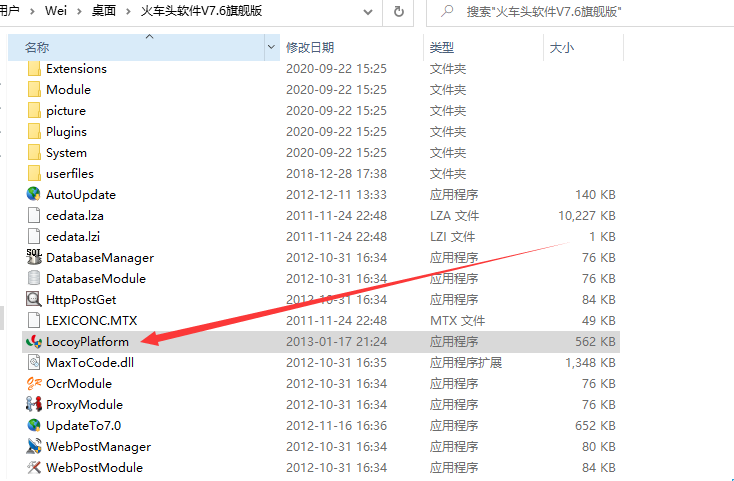 用户 › Wei › 桌面 › 火车头软件V7.6旗舰版
搜索"火车头软件V7.6旗舰版"
名称 修改日期 类型 大小
Extensions 2020-09-22 15:25 文件夹
Module 2020-09-22 15:25 文件夹
picture 2020-09-22 15:25 文件夹
Plugins 2020-09-22 15:25 文件夹
System 2020-09-22 15:25 文件夹
userfiles 2018-12-28 17:38 文件夹
AutoUpdate 2012-12-11 13:33 应用程序 140 KB
cedata.lza 2011-11-24 22:48 LZA 文件 10,227 KB
cedata.lzi 2011-11-24 22:48 LZI 文件 1 KB
SQL DatabaseManager 2012-10-31 16:34 应用程序 76 KB
DatabaseModule 2012-10-31 16:34 应用程序 76 KB
HttpPostGet 2012-10-31 16:34 应用程序 84 KB
LEXICONC.MTX 2011-11-24 22:48 MTX 文件 49 KB
LocoyPlatform 2013-01-17 21:24 应用程序 562 KB
MaxToCode.dll 2012-10-31 16:35 应用程序扩展 1,348 KB
OcrModule 2012-10-31 16:34 应用程序 76 KB
ProxyModule 2012-10-31 16:34 应用程序 76 KB
UpdateTo7.0 2012-11-16 16:36 应用程序 652 KB
WebPostManager 2012-10-31 16:34 应用程序 80 KB
WebPostModule 2012-10-31 16:34 应用程序 84 KB